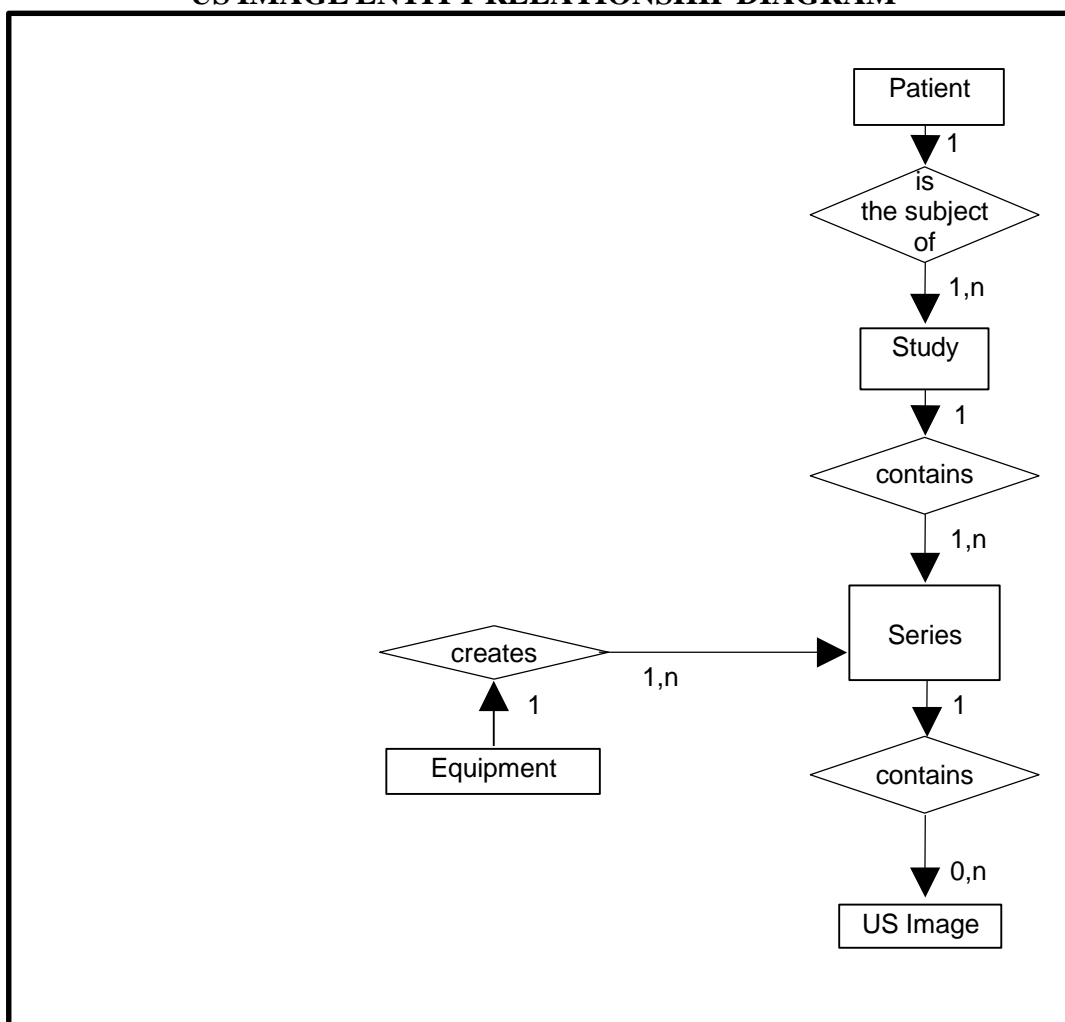 US IMAGE ENTITY RELATIONSHIP DIAGRAM
Patient
1
is
the subject
of
1,n
Study
1
contains
1,n
Series
creates
1,n
1
Equipment
1
contains
0,n
US Image